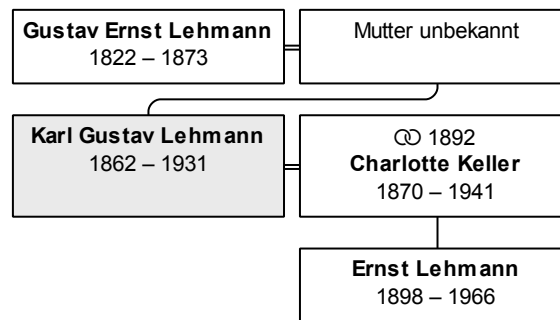 Gustav Ernst Lehmann
1822 – 1873
Mutter unbekannt
Karl Gustav Lehmann
1862 – 1931
⚭ 1892
Charlotte Keller
1870 – 1941
Ernst Lehmann
1898 – 1966